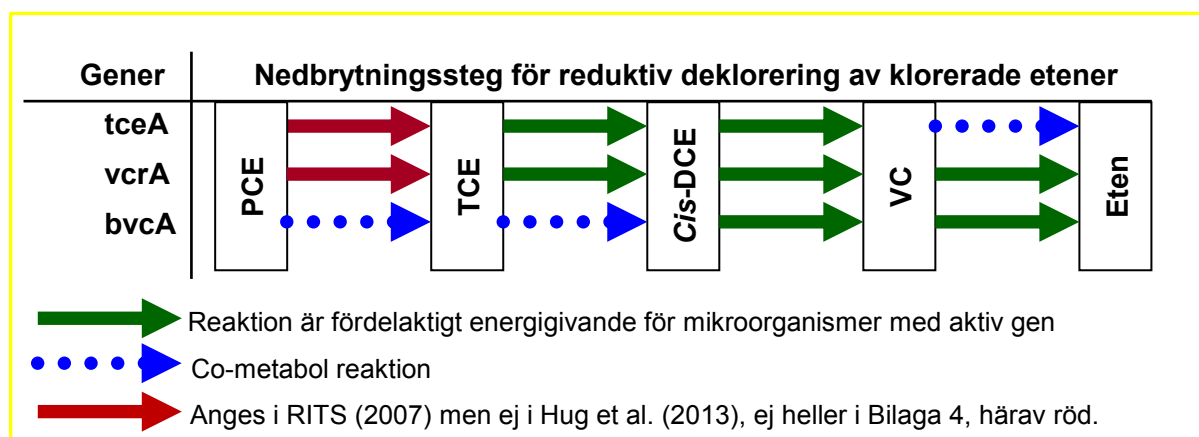 Gener
Nedbrytningssteg för reduktiv deklorering av klorerade etener
tceA
vcrA
bvcA
PCE
TCE
Cis-DCE
VC
Eten
Reaktion är fördelaktigt energigivande för mikroorganismer med aktiv gen
Co-metabol reaktion
Anges i RITS (2007) men ej i Hug et al. (2013), ej heller i Bilaga 4, härav röd.